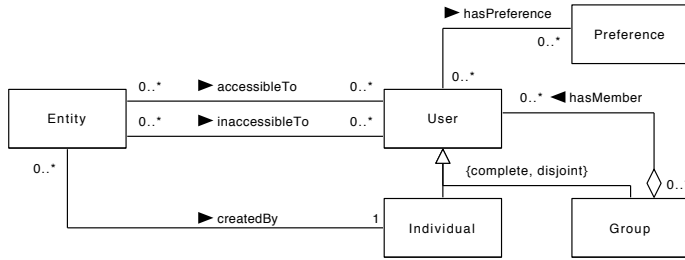 hasPreference
0..*
Preference
0..*
0..* accessibleTo 0..*
0..* hasMember
Entity
User
0..* inaccessibleTo 0..*
0..*
{complete, disjoint}
0..
createdBy 1
Individual
Group